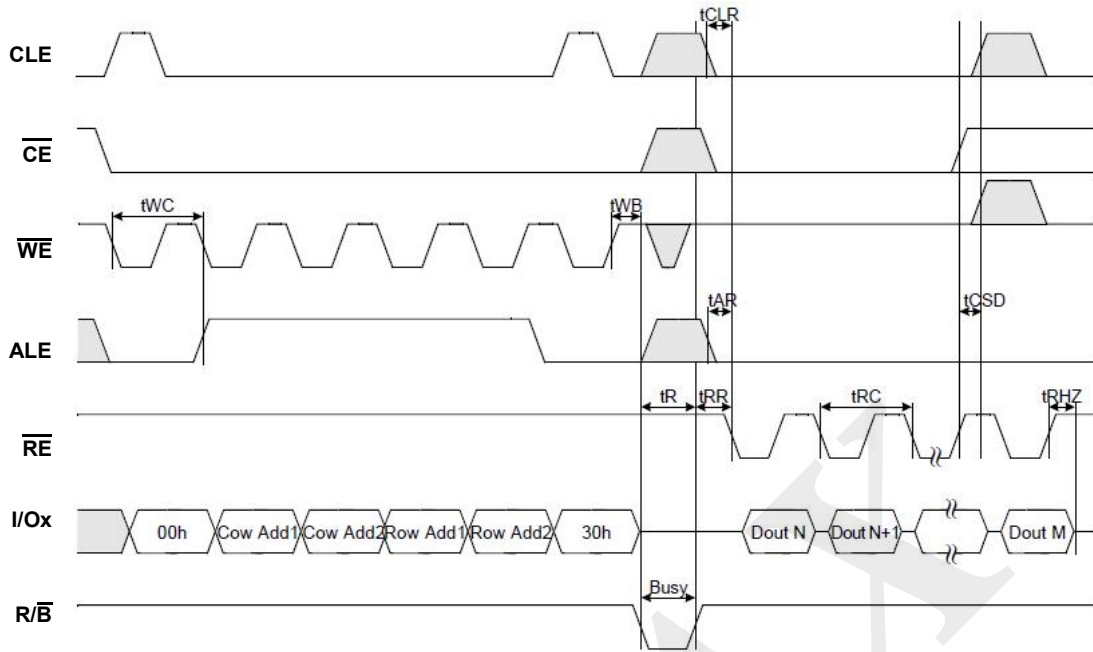 tCLR
CLE
CE
tWC
tWB
WE
tAR
tCSD
ALE
tR
tRR
tRC
tRHZ
RE
I/Ox
00h
Cow Add1
Cow Add2
Row Add1
Row Add2
30h
Dout N
Dout N+1
Dout M
Busy
R/B